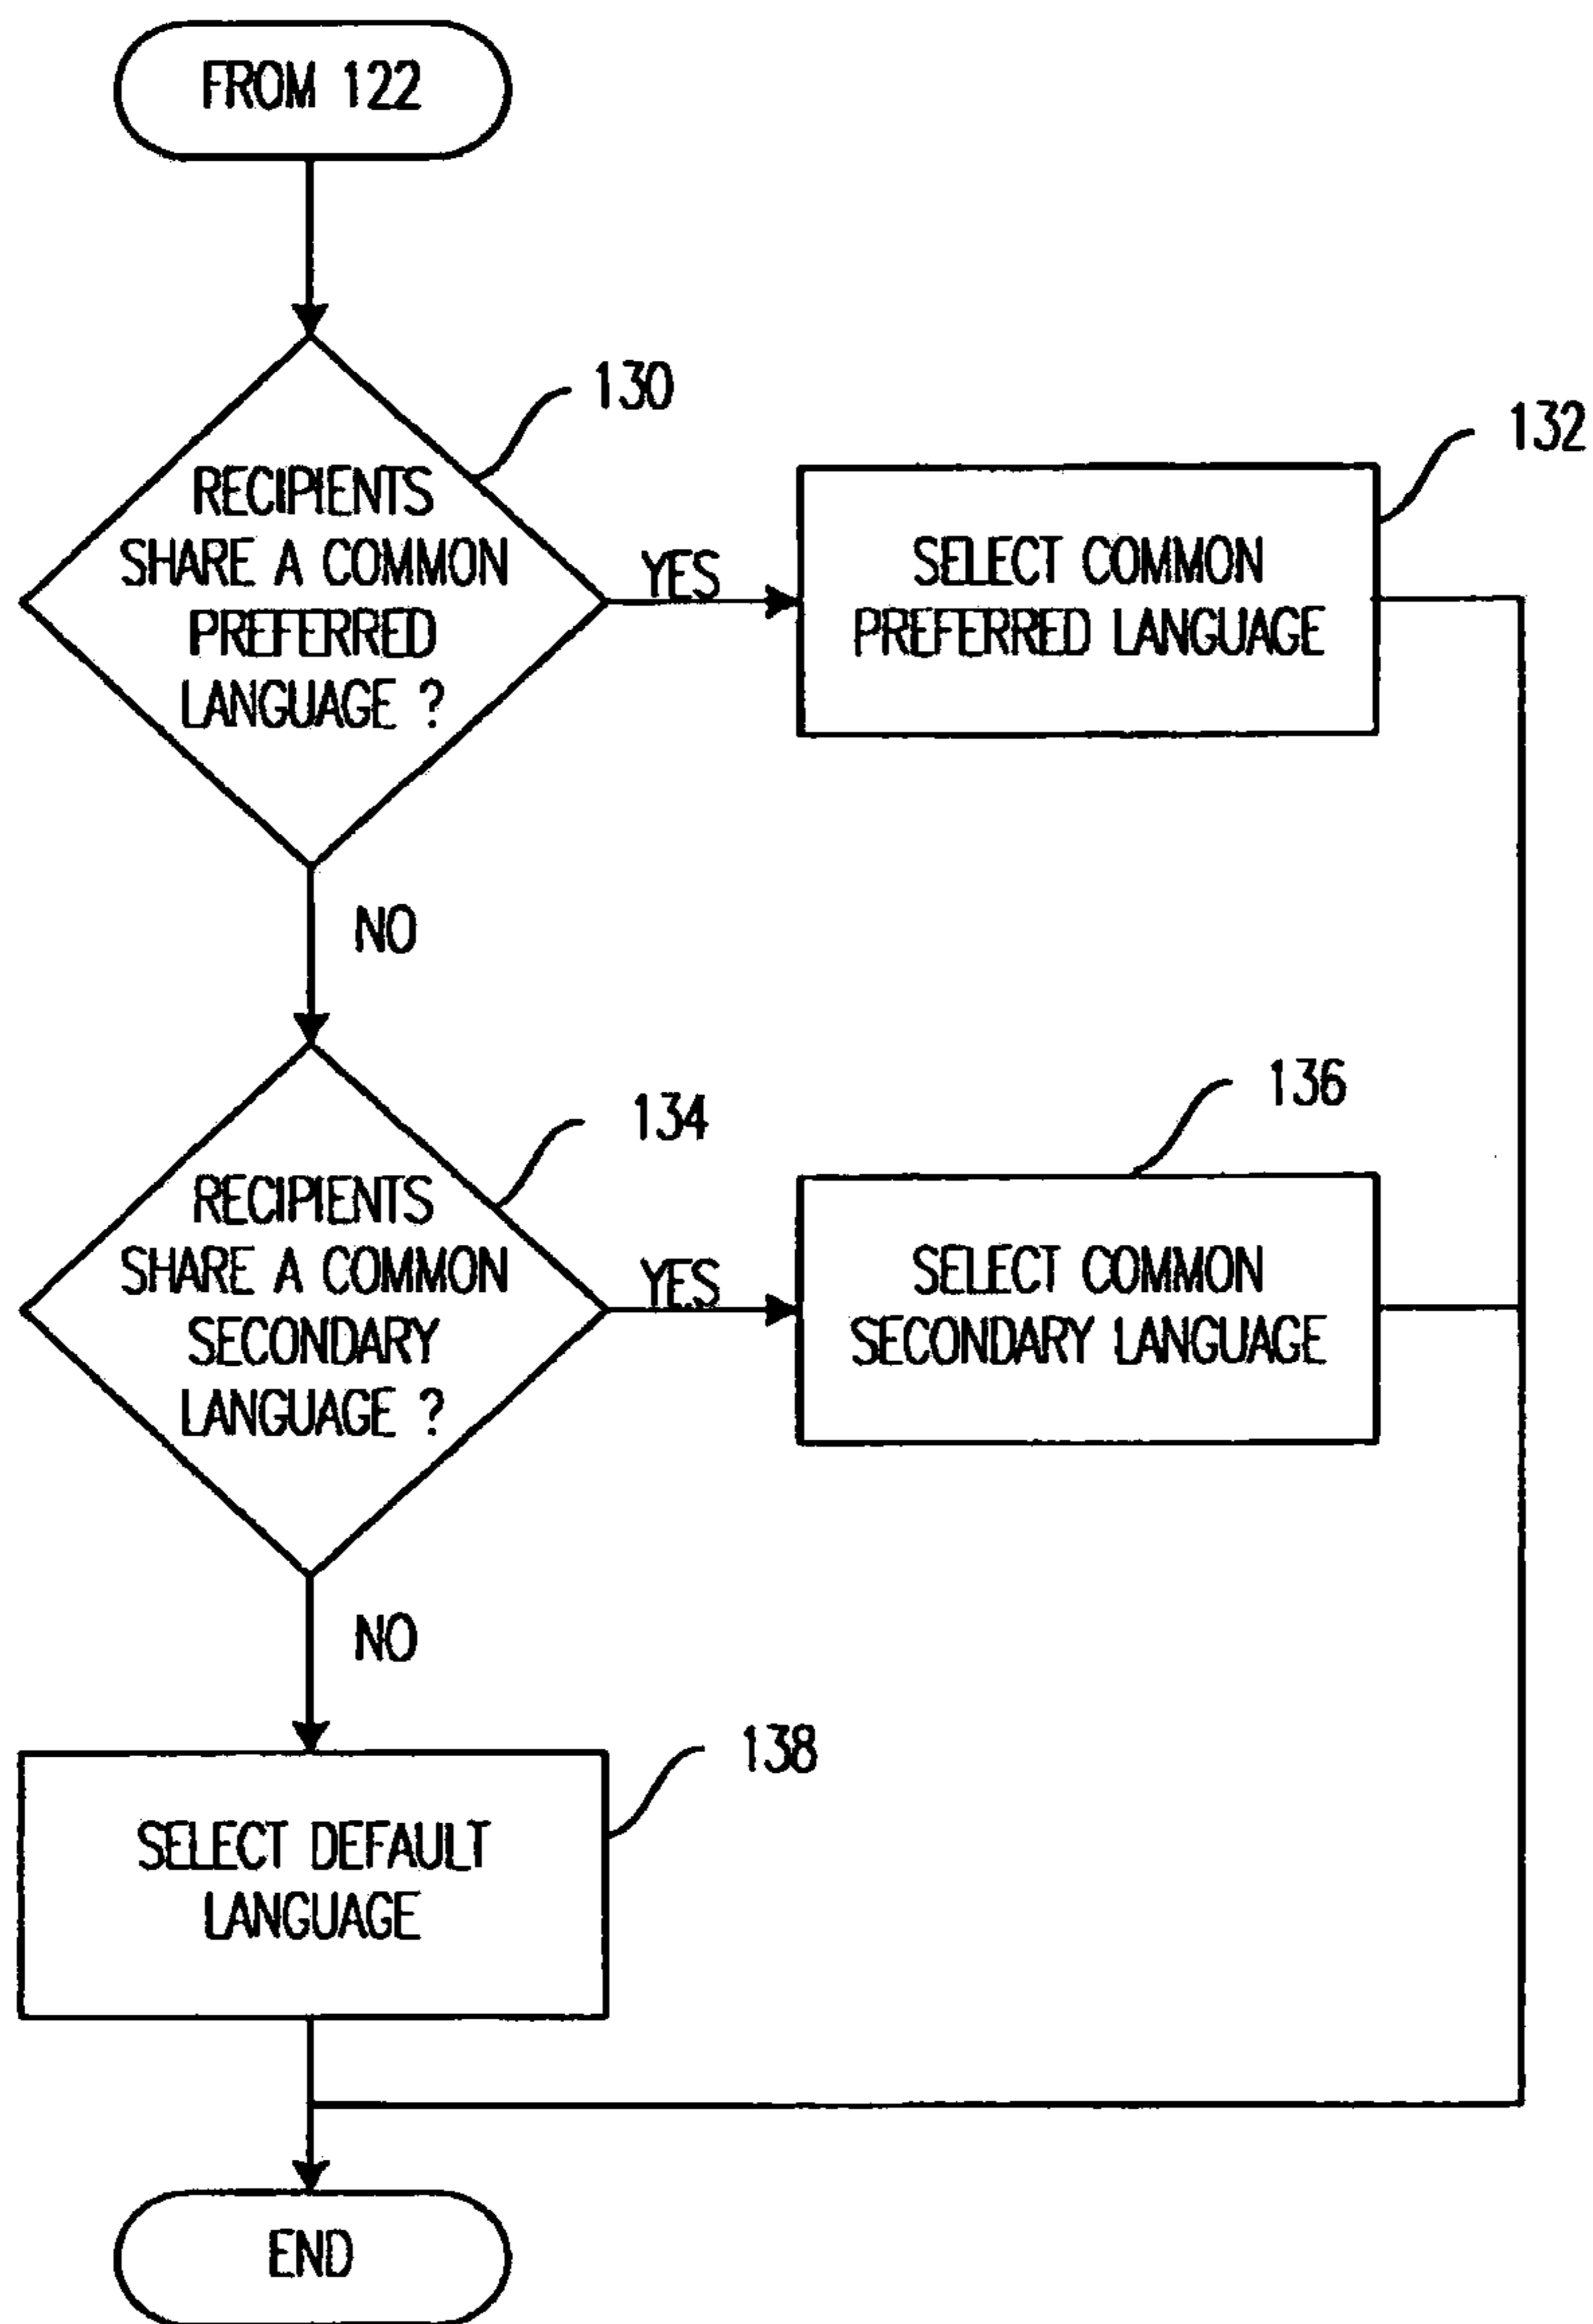 FROM 122
130
RECIPIENTS
SHARE A COMMON
PREFERRED
LANGUAGE ?
YES
132
SELECT COMMON
PREFERRED LANGUAGE
NO
134
RECIPIENTS
SHARE A COMMON
SECONDARY
LANGUAGE ?
YES
136
SELECT COMMON
SECONDARY LANGUAGE
NO
138
SELECT DEFAULT
LANGUAGE
END